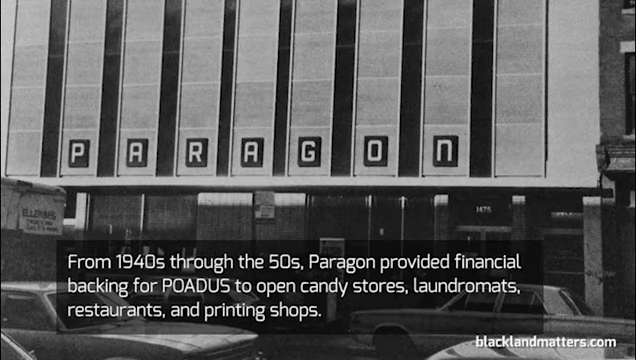 PARAGON
1475
From 1940s through the 50s, Paragon provided financial
backing for POADUS to open candy stores, laundromats,
restaurants, and printing shops.
blacklandmatters.com